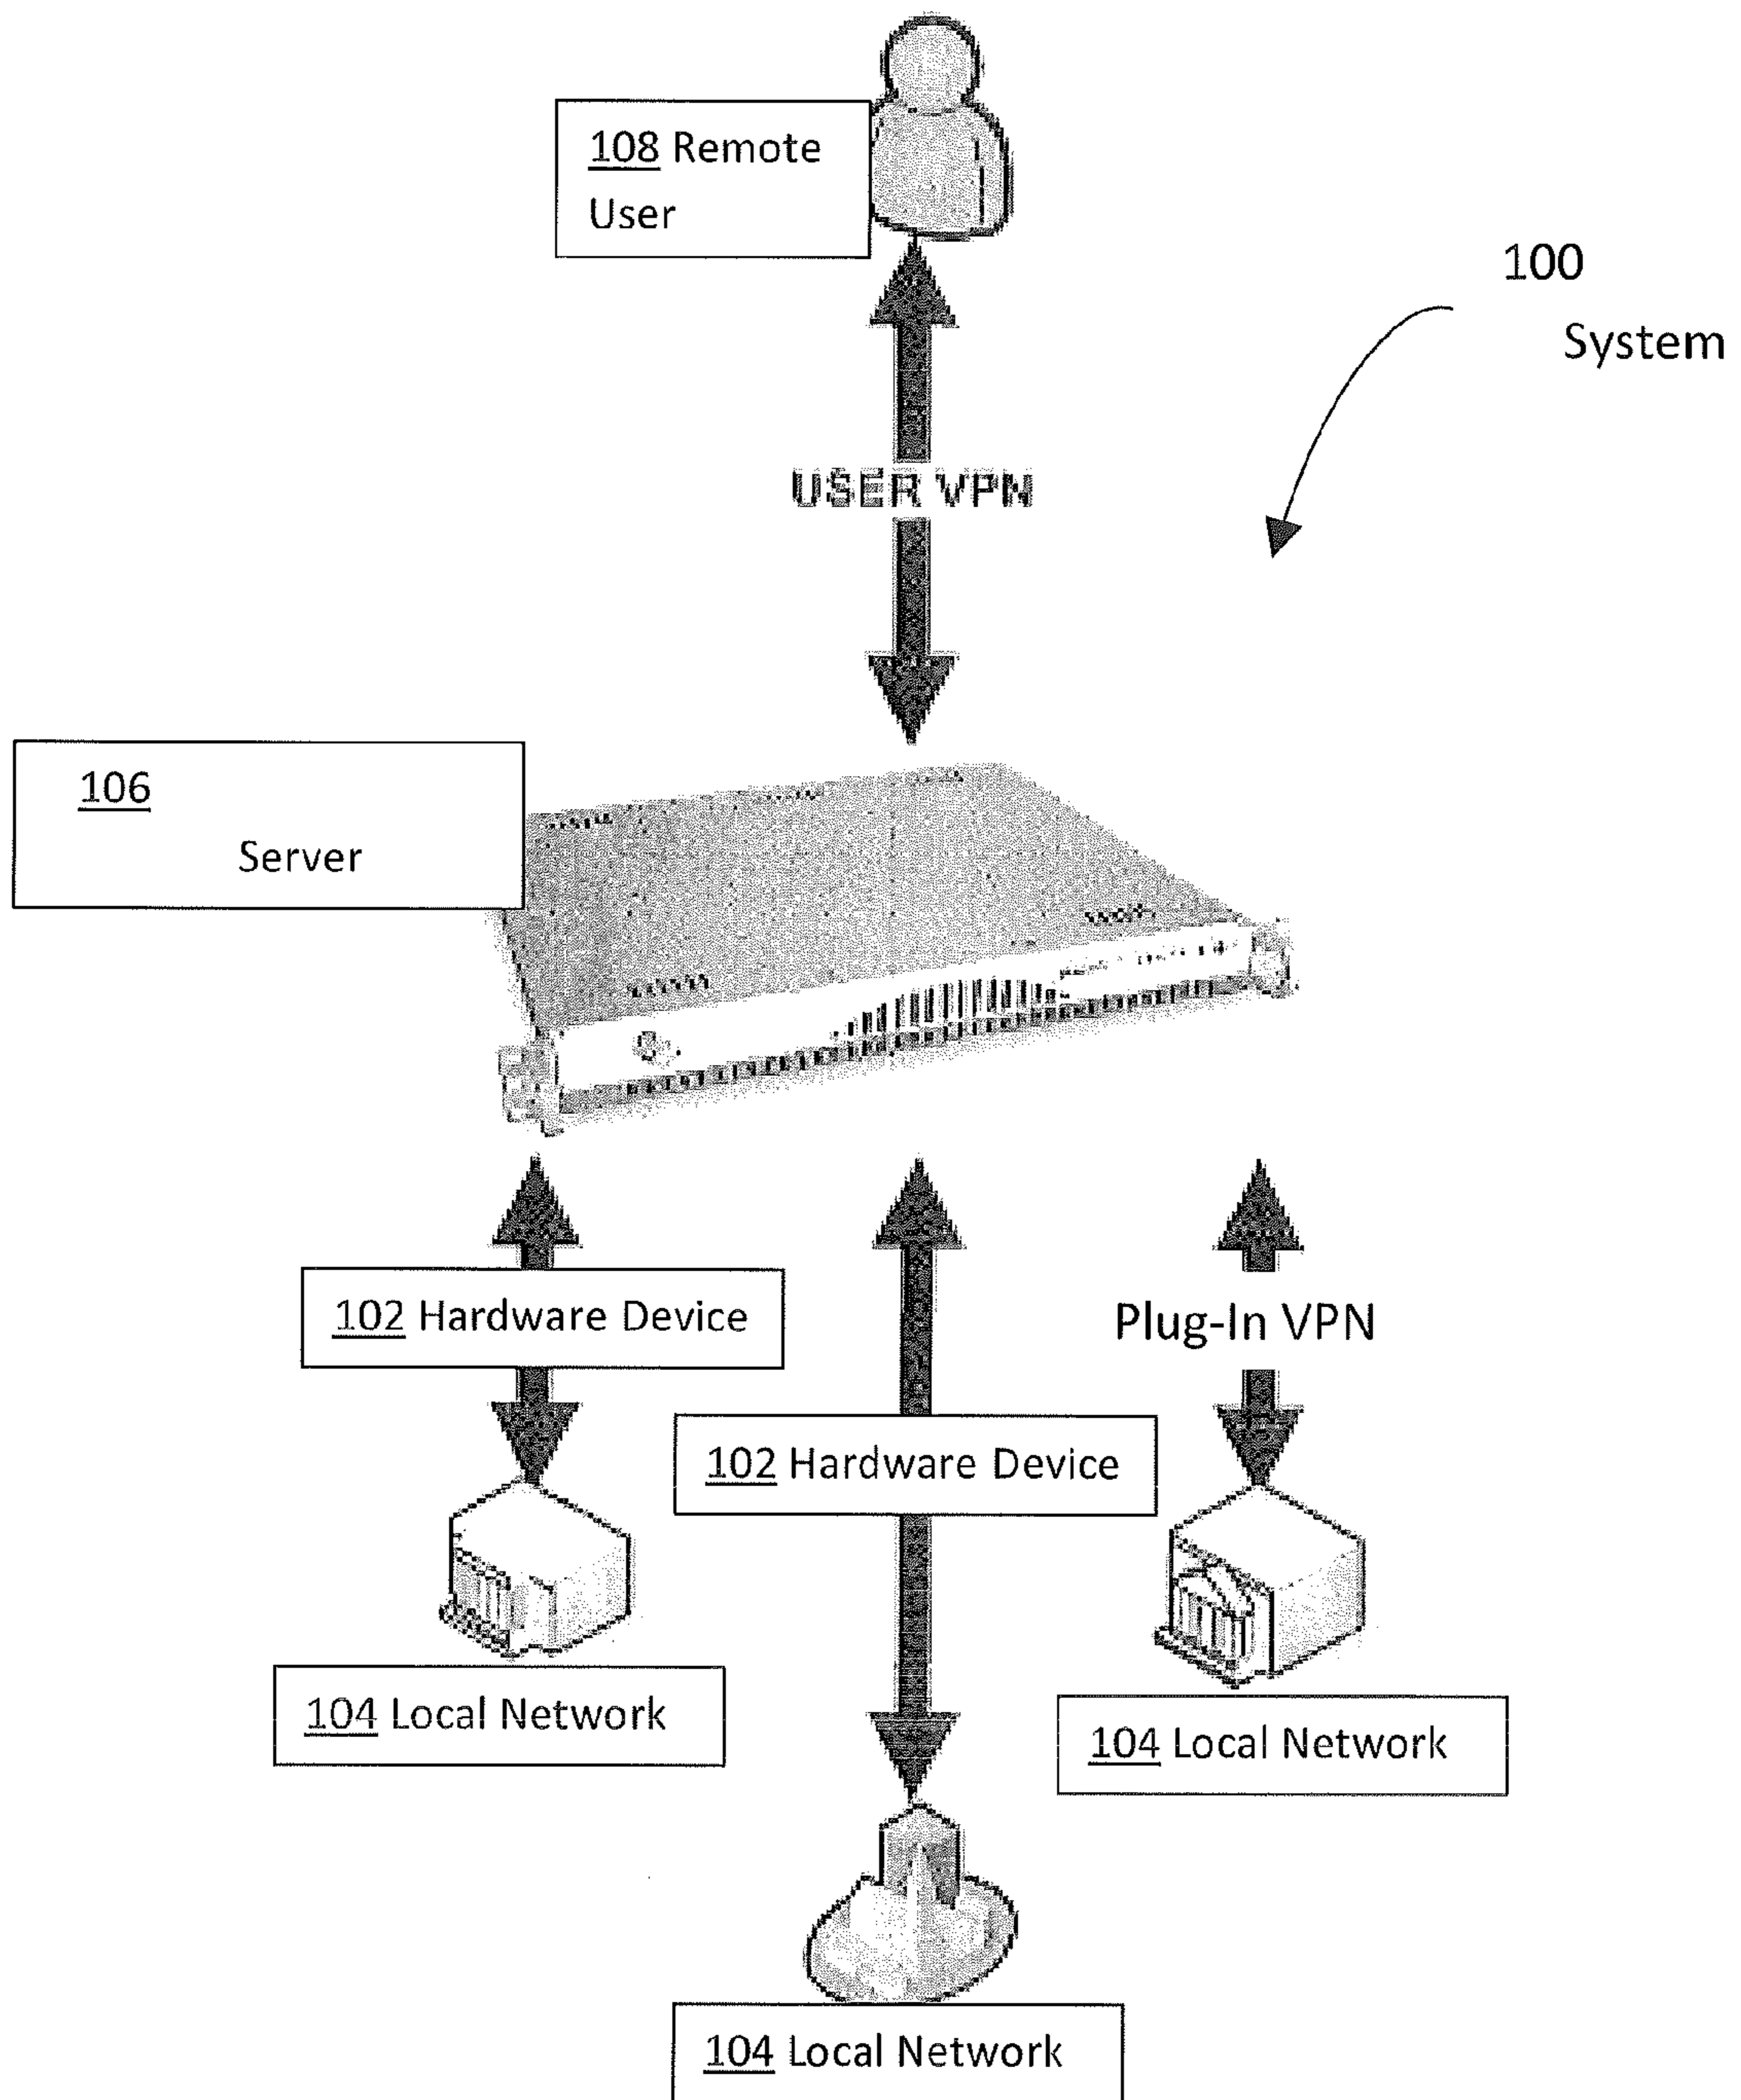 108 Remote
User
100
System
USER VPN
106
Server
102 Hardware Device
Plug-In VPN
102 Hardware Device
104 Local Network
104 Local Network
104 Local Network